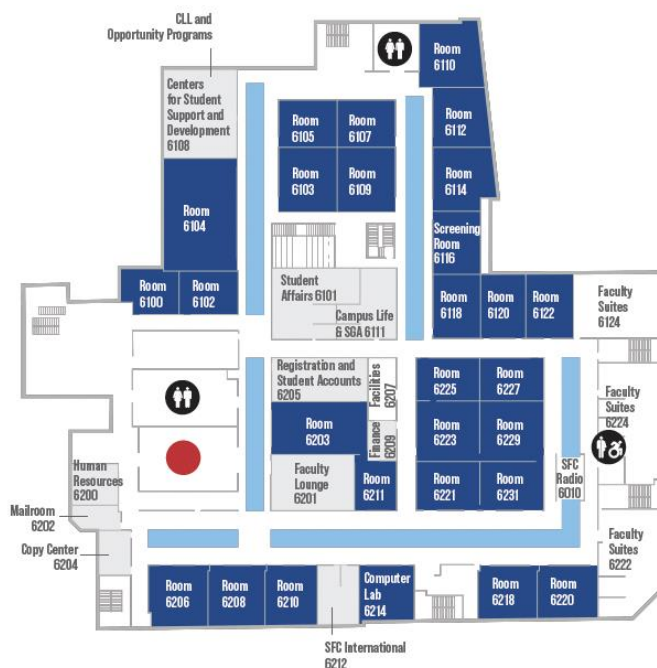 CLL and
Opportunity Programs
Centers
for Student
Support and
Development
6108
Room
6110
Room
6105
Room
6107
Room
6112
Room
6103
Room
6109
Room
6114
Room
6104
Screening
Room
6116
Room
6100
Room
6102
Student
Affairs 6101
Campus Life
& SGA 6111
Room
6118
Room
6120
Room
6122
Faculty
Suites
6124
Registration and
Student Accounts
6205
Facilities
6207
Room
6225
Room
6227
Faculty
Suites
6224
Room
6203
Finance
6209
Room
6223
Room
6229
Human
Resources
6200
Faculty
Lounge
6201
Room
6211
Room
6221
Room
6231
SFC
Radio
6010
Mailroom
6202
Copy Center
6204
Faculty
Suites
6222
Room
6206
Room
6208
Room
6210
Computer
Lab
6214
Room
6218
Room
6220
SFC International
6212